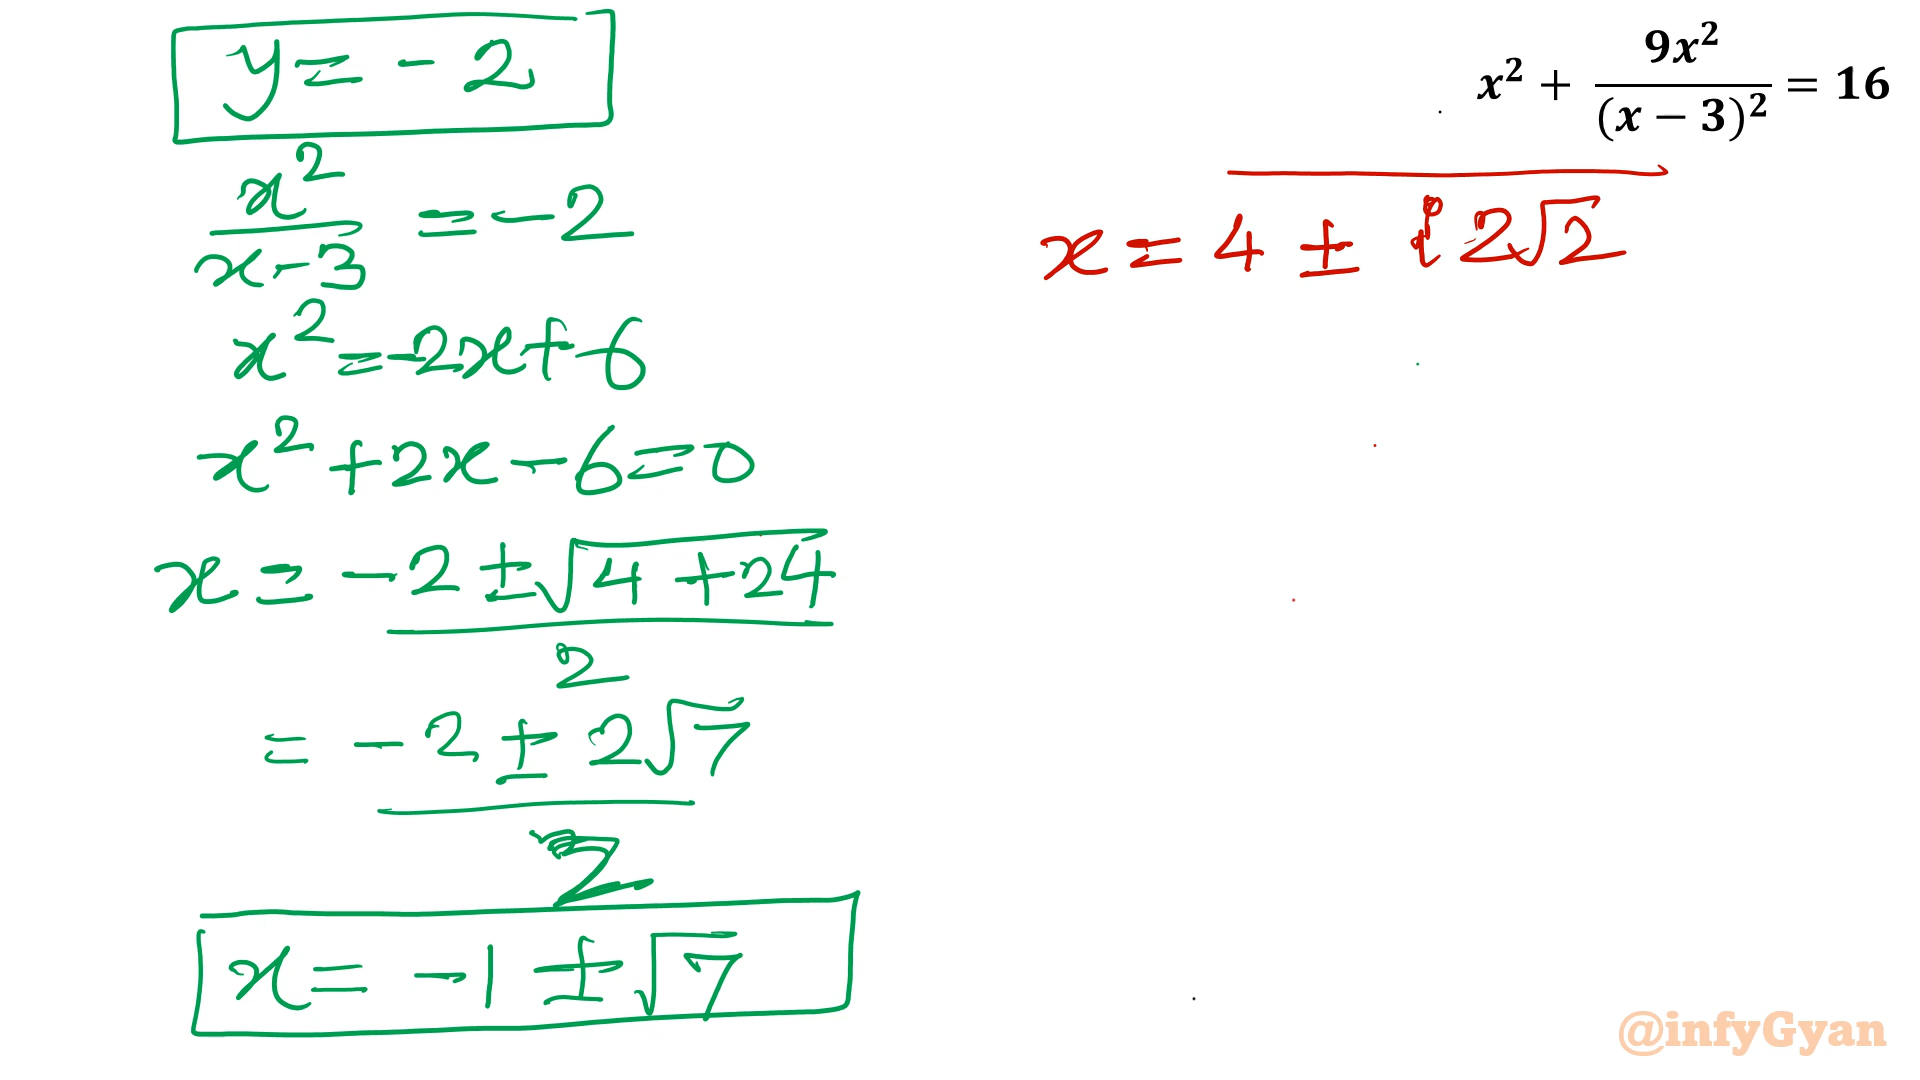 y = - 2
x²/(x-3) = -2
x² = -2x + 6
x² + 2x - 6 = 0
x = (-2 ± √(4 + 24))/2
= (-2 ± 2√7)/2
x = -1 ± √7
x² + 9x²/(x − 3)² = 16
x = 4 ± i 2√2
@infyGyan